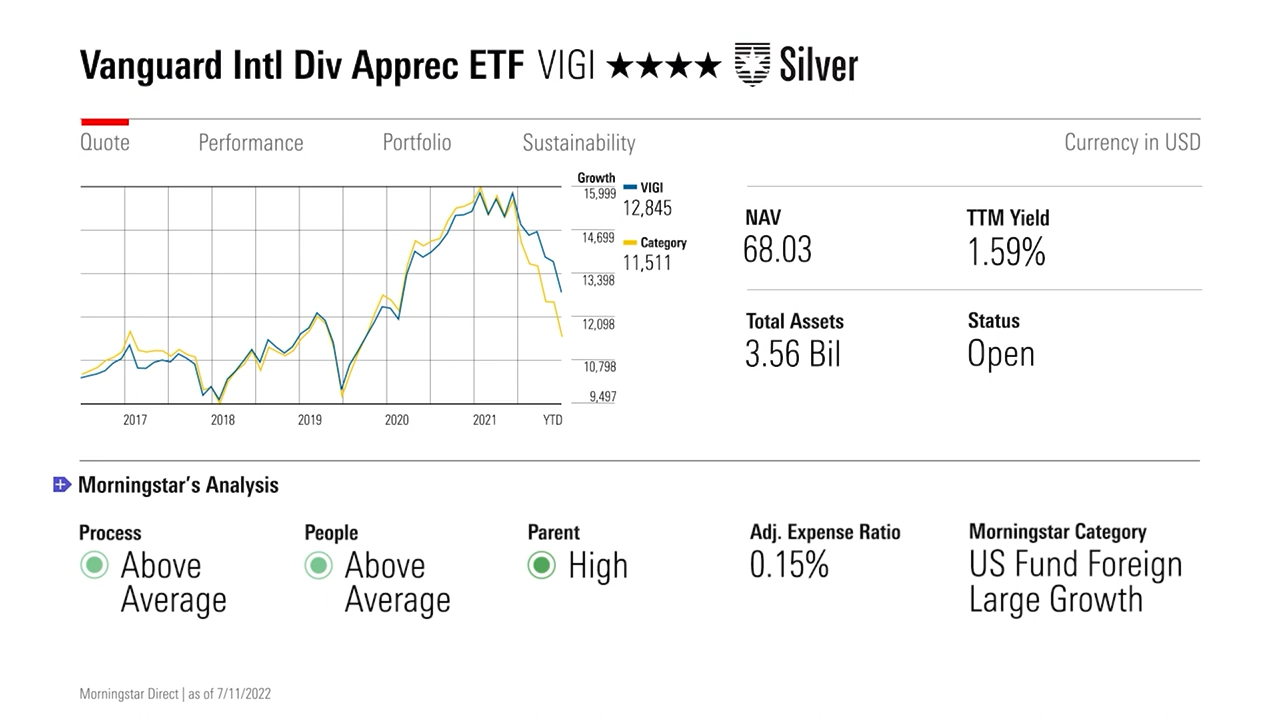 Vanguard Intl Div Apprec ETF VIGI ★★★★ Silver
Quote Performance Portfolio Sustainability Currency in USD
Growth
15,999
14,699
13,398
12,098
10,798
9,497
VIGI
12,845
Category
11,511
2017 2018 2019 2020 2021 YTD
NAV
68.03
TTM Yield
1.59%
Total Assets
3.56 Bil
Status
Open
Morningstar's Analysis
Process
Above
Average
People
Above
Average
Parent
High
Adj. Expense Ratio
0.15%
Morningstar Category
US Fund Foreign
Large Growth
Morningstar Direct | as of 7/11/2022